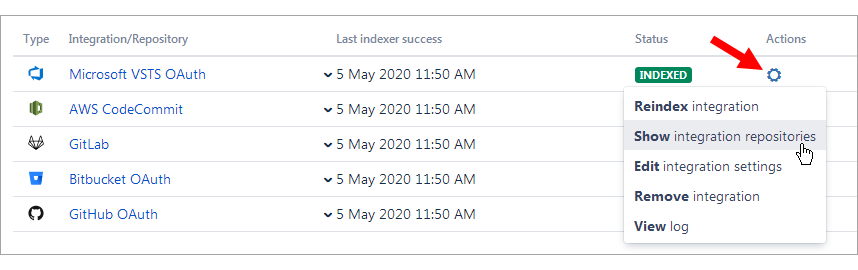 Type Integration/Repository Last indexer success Status Actions
Microsoft VSTS OAuth 5 May 2020 11:50 AM INDEXED
AWS CodeCommit 5 May 2020 11:50 AM
GitLab 5 May 2020 11:50 AM
Bitbucket OAuth 5 May 2020 11:50 AM
GitHub OAuth 5 May 2020 11:50 AM
Reindex integration
Show integration repositories
Edit integration settings
Remove integration
View log